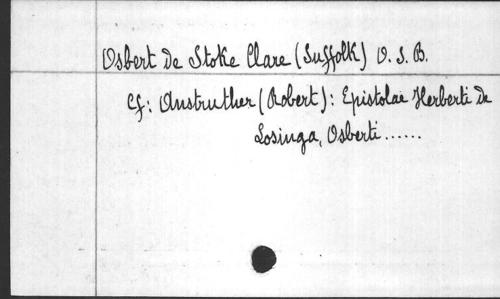 Osbert de Stoke Clare (Suffolk) O. S. B.
cf: Anstruther (Robert): Epistolae Herberti de
Losinga, Osberti......